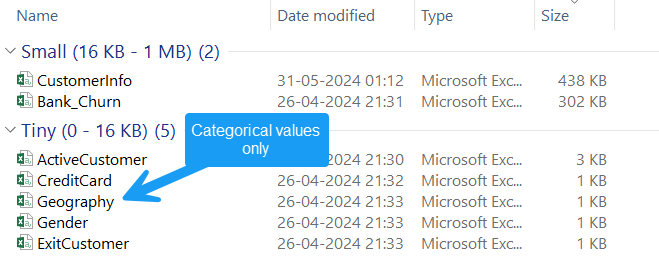 Name Date modified Type Size
Small (16 KB - 1 MB) (2)
CustomerInfo 31-05-2024 01:12 Microsoft Exc... 438 KB
Bank_Churn 26-04-2024 21:31 Microsoft Exc... 302 KB
Tiny (0 - 16 KB) (5)
Categorical values
only
ActiveCustomer 26-04-2024 21:30 Microsoft Exc... 3 KB
CreditCard 26-04-2022 21:32 Microsoft Exc... 1 KB
Geography 26-04-2024 21:33 Microsoft Exc... 1 KB
Gender 26-04-2024 21:33 Microsoft Exc... 1 KB
ExitCustomer 26-04-2024 21:33 Microsoft Exc... 1 KB